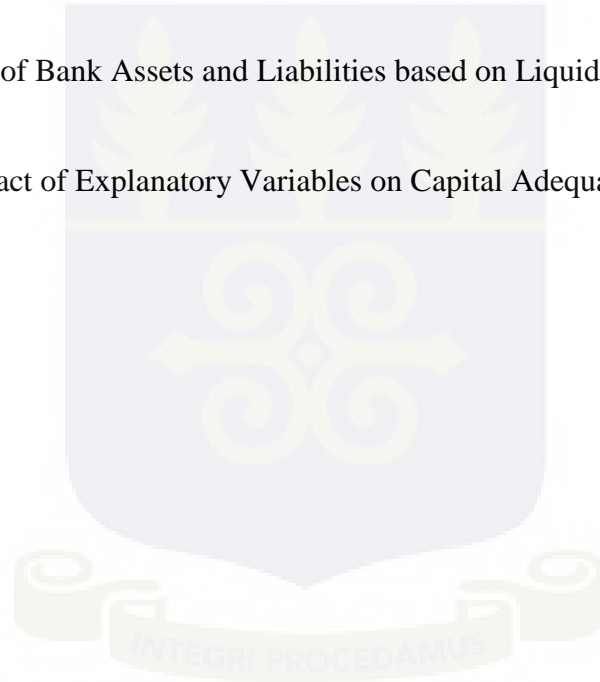 of Bank Assets and Liabilities based on Liquid
act of Explanatory Variables on Capital Adequa
INTEGRI PROCEDAMUS